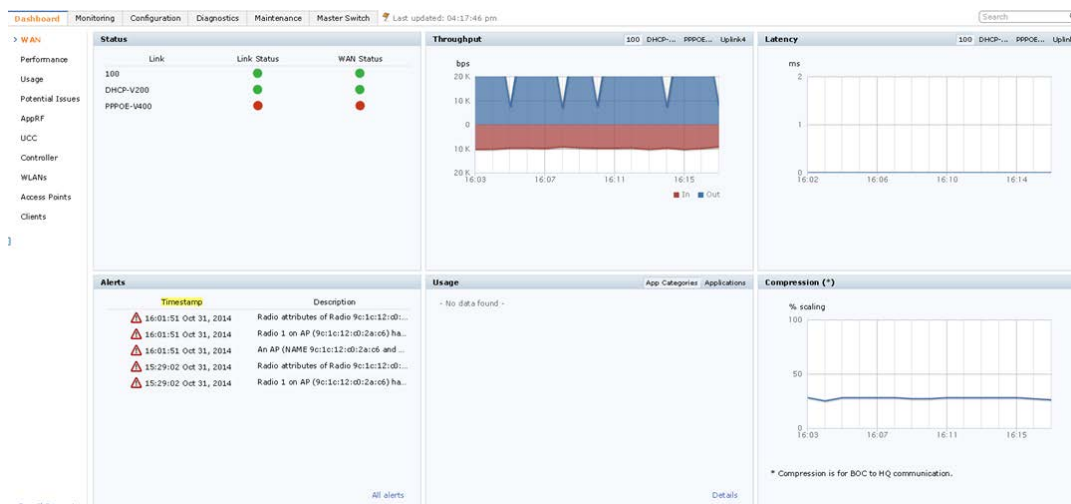 Dashboard Monitoring Configuration Diagnostics Maintenance Master Switch Last updated: 04:17:46 pm Search
WAN
Performance
Usage
Potential Issues
AppRF
UCC
Controller
WLANs
Access Points
Clients
Status
Link Link Status WAN Status
100
DHCP-V200
PPPOE-V400
Throughput 100 DHCP-... PPPOE... Uplink4
bps
20 K
10 K
0
10 K
20 K
16:03 16:07 16:11 16:15
In Out
Latency 100 DHCP-... PPPOE... Uplin
ms
2
1
0
16:02 16:06 16:10 16:14
Alerts
Timestamp Description
16:01:51 Oct 31, 2014 Radio attributes of Radio 9c:1c:12:c0:...
16:01:51 Oct 31, 2014 Radio 1 on AP (9c:1c:12:c0:2a:c6) ha...
16:01:51 Oct 31, 2014 An AP (NAME 9c:1c:12:c0:2a:c6 and ...
15:29:02 Oct 31, 2014 Radio attributes of Radio 9c:1c:12:c0:...
15:29:02 Oct 31, 2014 Radio 1 on AP (9c:1c:12:c0:2a:c6) ha...
All alerts
Usage App Categories Applications
- No data found -
Details
Compression (*)
% scaling
100
50
0
16:03 16:07 16:11 16:15
* Compression is for BOC to HQ communication.